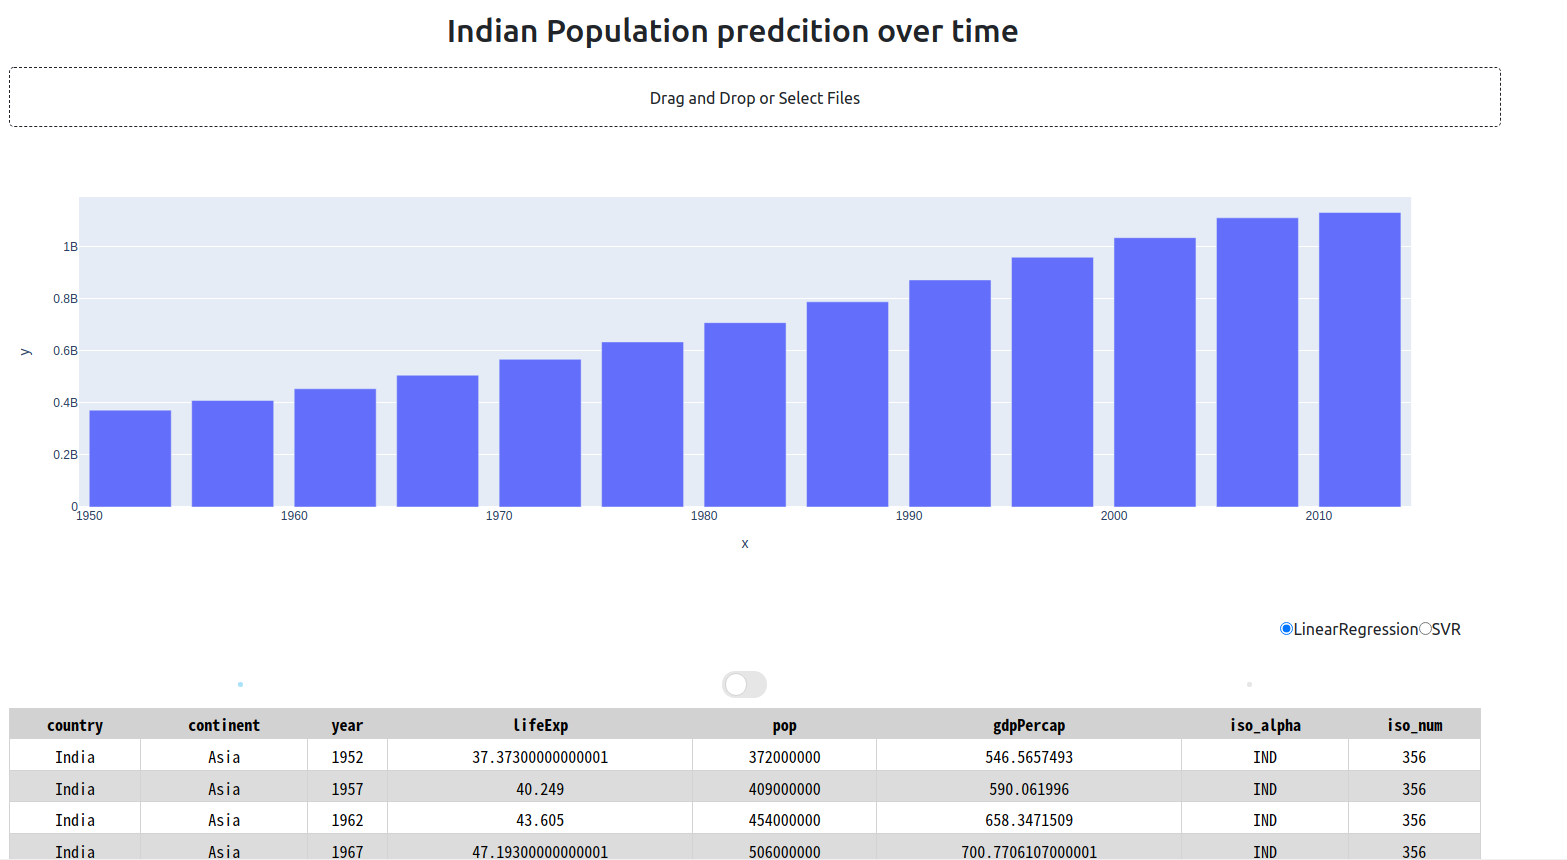 Indian Population predcition over time
Drag and Drop or Select Files
1B
0.8B
0.6B
0.4B
0.2B
0
y
1950 1960 1970 1980 1990 2000 2010
x
LinearRegression SVR
country continent year lifeExp pop gdpPercap iso_alpha iso_num
India Asia 1952 37.37300000000001 372000000 546.5657493 IND 356
India Asia 1957 40.249 409000000 590.061996 IND 356
India Asia 1962 43.605 454000000 658.3471509 IND 356
India Asia 1967 47.19300000000001 506000000 700.7706107000001 IND 356